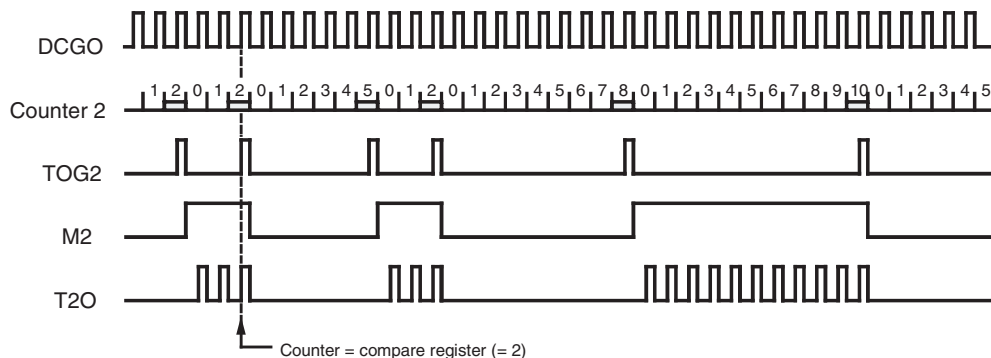 DCGO
Counter 2
1 2 0 1 2 0 1 2 3 4 5 0 1 2 0 1 2 3 4 5 6 7 8 0 1 2 3 4 5 6 7 8 9 10 0 1 2 3 4 5
TOG2
M2
T2O
Counter = compare register (= 2)